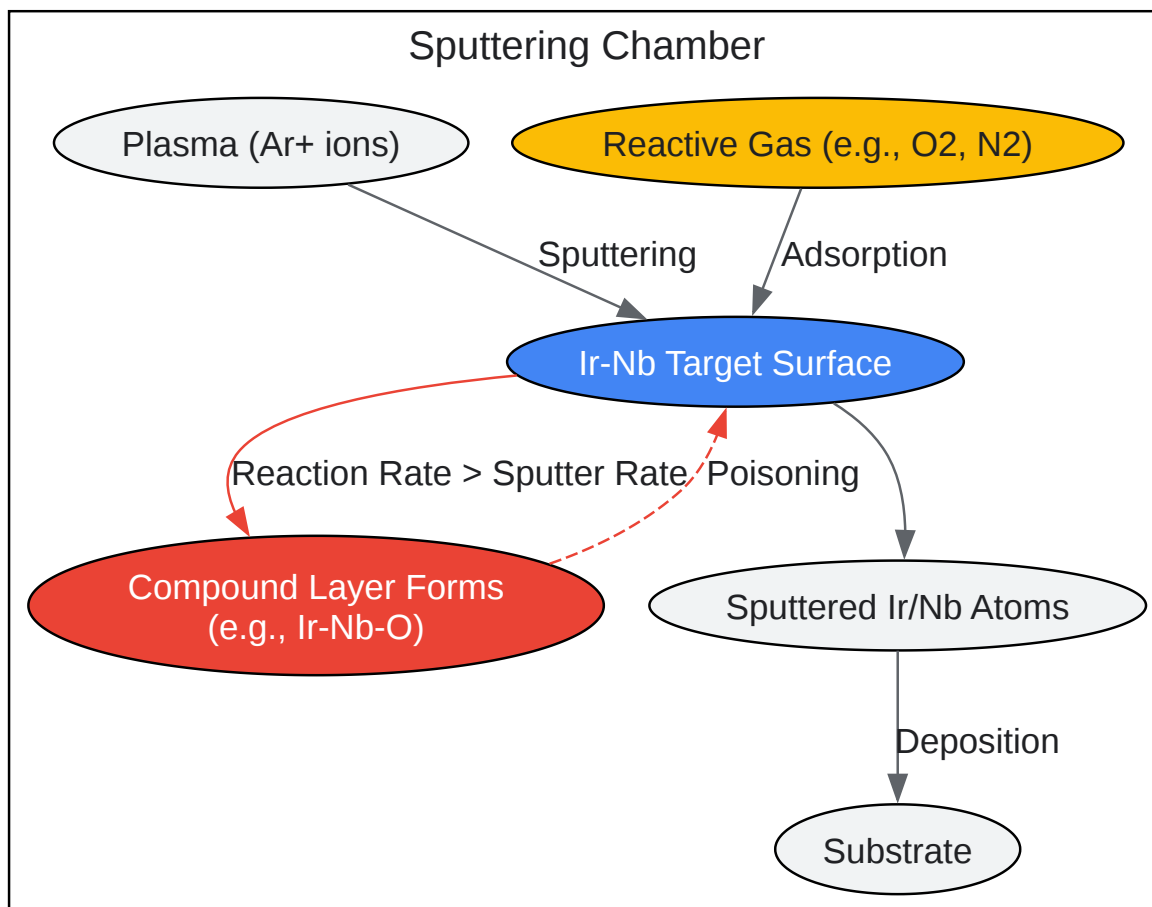 Sputtering Chamber
Plasma (Ar+ ions)
Reactive Gas (e.g., O2, N2)
Sputtering
Adsorption
Ir-Nb Target Surface
Reaction Rate > Sputter Rate
Poisoning
Compound Layer Forms
(e.g., Ir-Nb-O)
Sputtered Ir/Nb Atoms
Deposition
Substrate